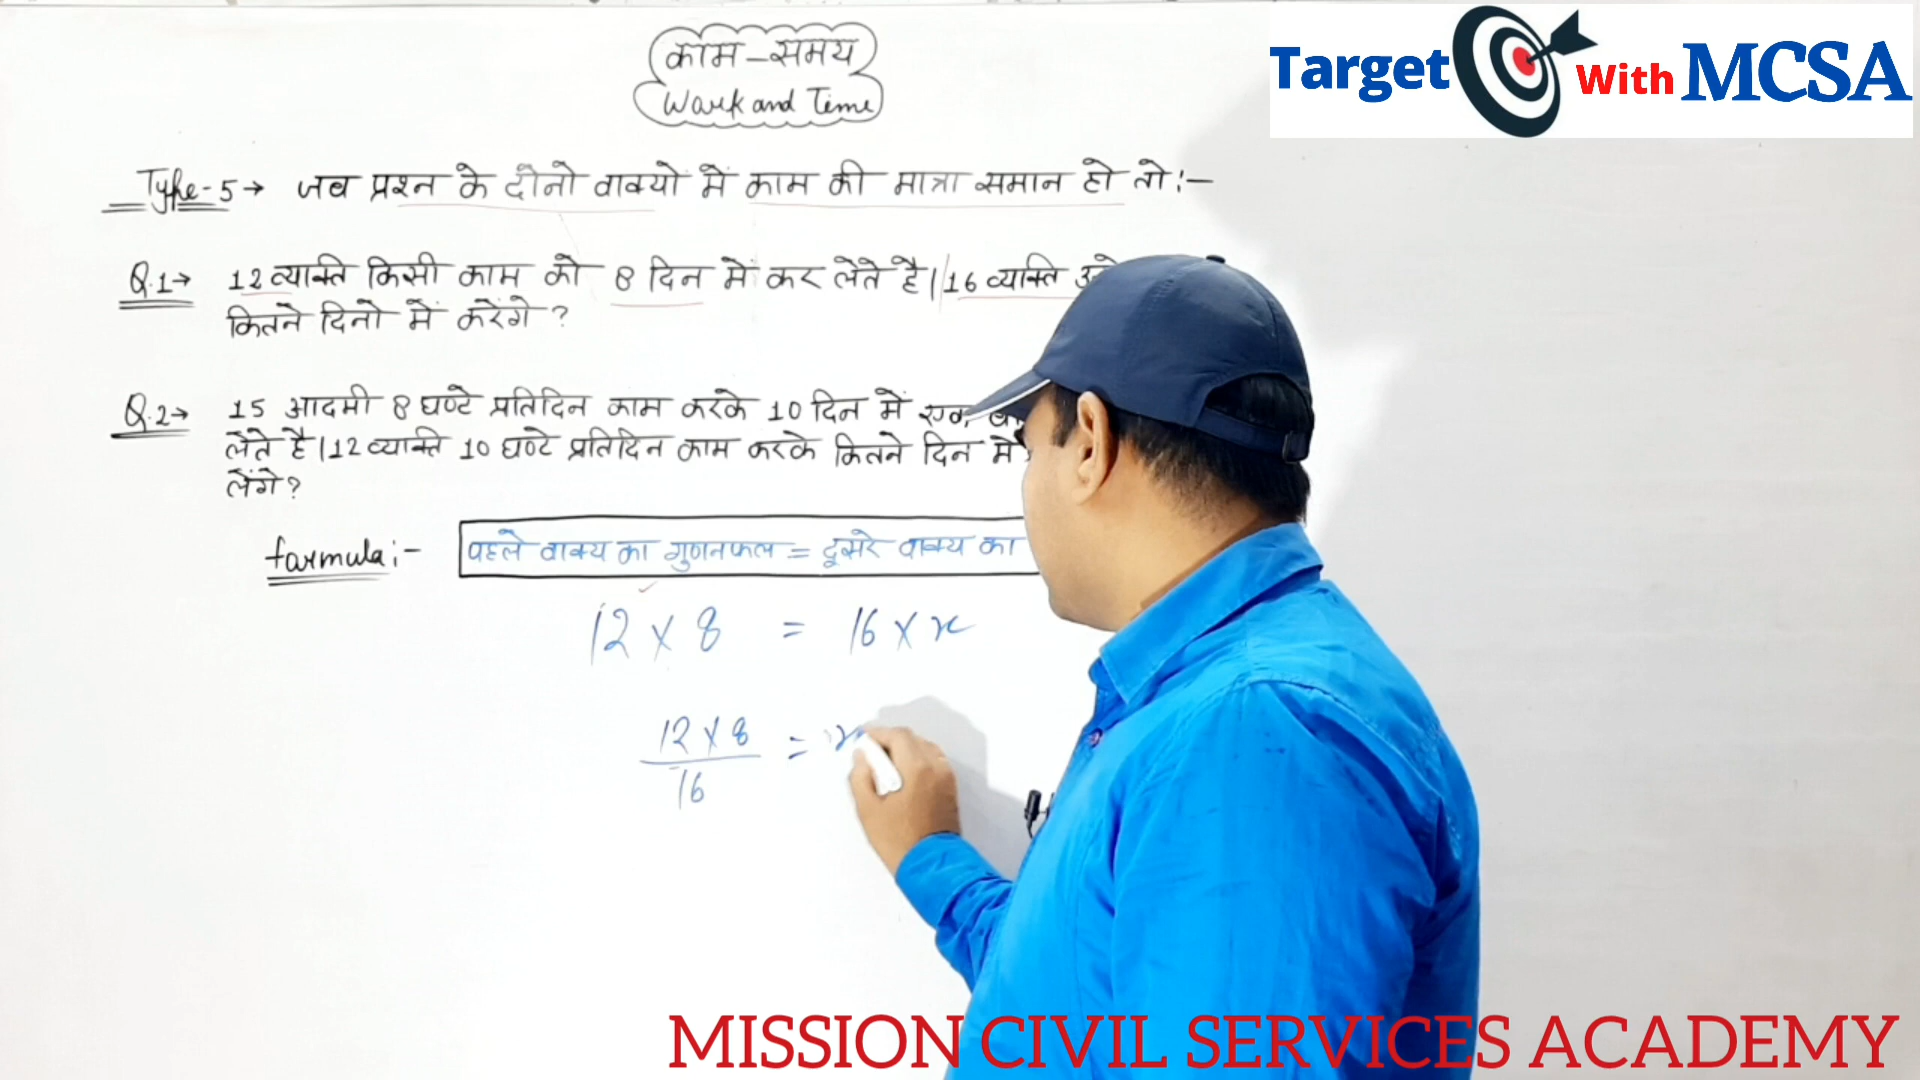 काम-समय
Work and Time
Target With MCSA
Type-5→ जब प्रश्न के दोनो वाक्यो में काम की मात्रा समान हो तो:-
Q.1→ 12 व्यक्ति किसी काम को 8 दिन में कर लेते है। 16 व्यक्ति
कितने दिनो में करेंगे?
Q.2→ 15 आदमी 8 घण्टे प्रतिदिन काम करके 10 दिन में एक
लेते है। 12 व्यक्ति 10 घण्टे प्रतिदिन काम करके कितने दिन में
लेंगे?
formula:- पहले वाक्य का गुणनफल = दूसरे वाक्य का
12 × 8 = 16 × x
12 × 8
16
= x
MISSION CIVIL SERVICES ACADEMY